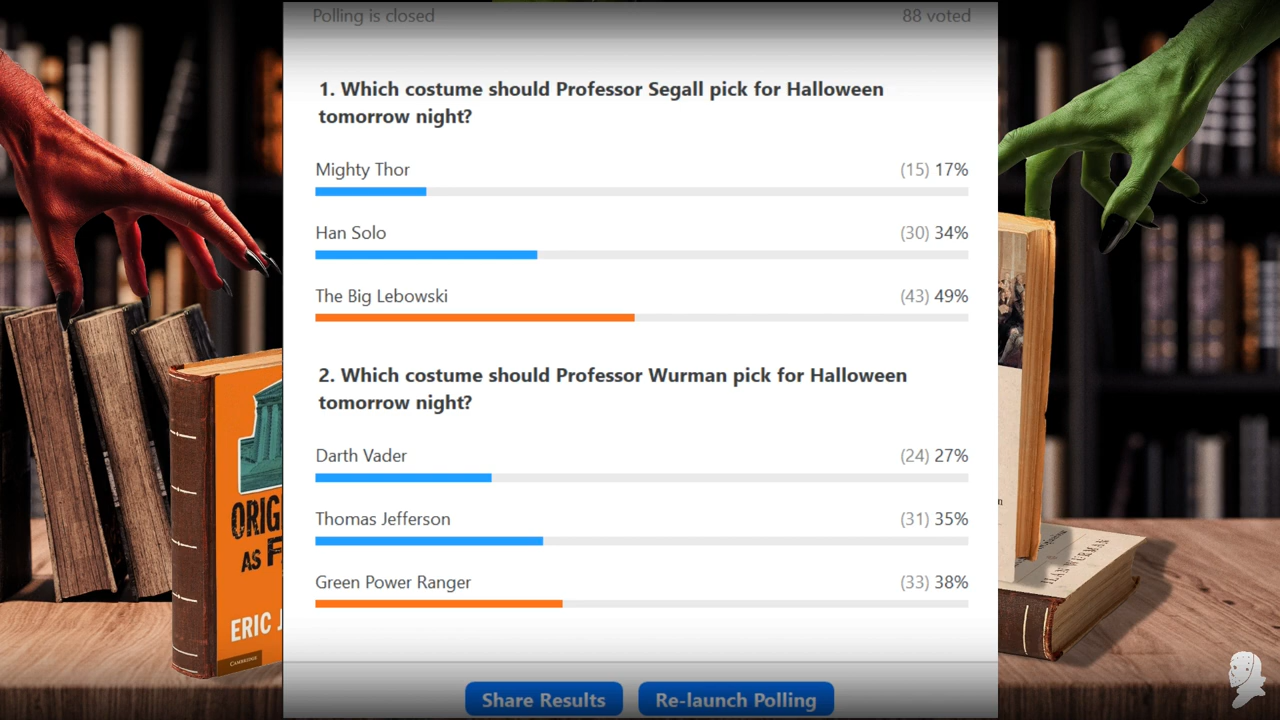 Polling is closed
88 voted
1. Which costume should Professor Segall pick for Halloween
tomorrow night?
Mighty Thor
(15) 17%
Han Solo
(30) 34%
The Big Lebowski
(43) 49%
2. Which costume should Professor Wurman pick for Halloween
tomorrow night?
Darth Vader
(24) 27%
Thomas Jefferson
(31) 35%
Green Power Ranger
(33) 38%
Share Results
Re-launch Polling
ORIG
AS F
ERIC J
CAMBRIDGE
ILAN WURMAN